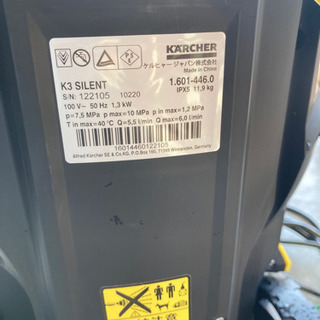 KÄRCHER
ケルヒャージャパン株式会社
Made in China
K3 SILENT
1.601-446.0
S/N: 122105 10220
IPX5 11,9 kg
100 V~ 50 Hz 1,3 kW
p=7,5 MPa p max=10 MPa p in max=1,2 MPa
T in max=40 °C Q=5,5 l/min Q max=6,0 l/min
16014460122105
Alfred Kärcher SE & Co.KG, P.O.Box 160, 71349 Winnenden, Germany